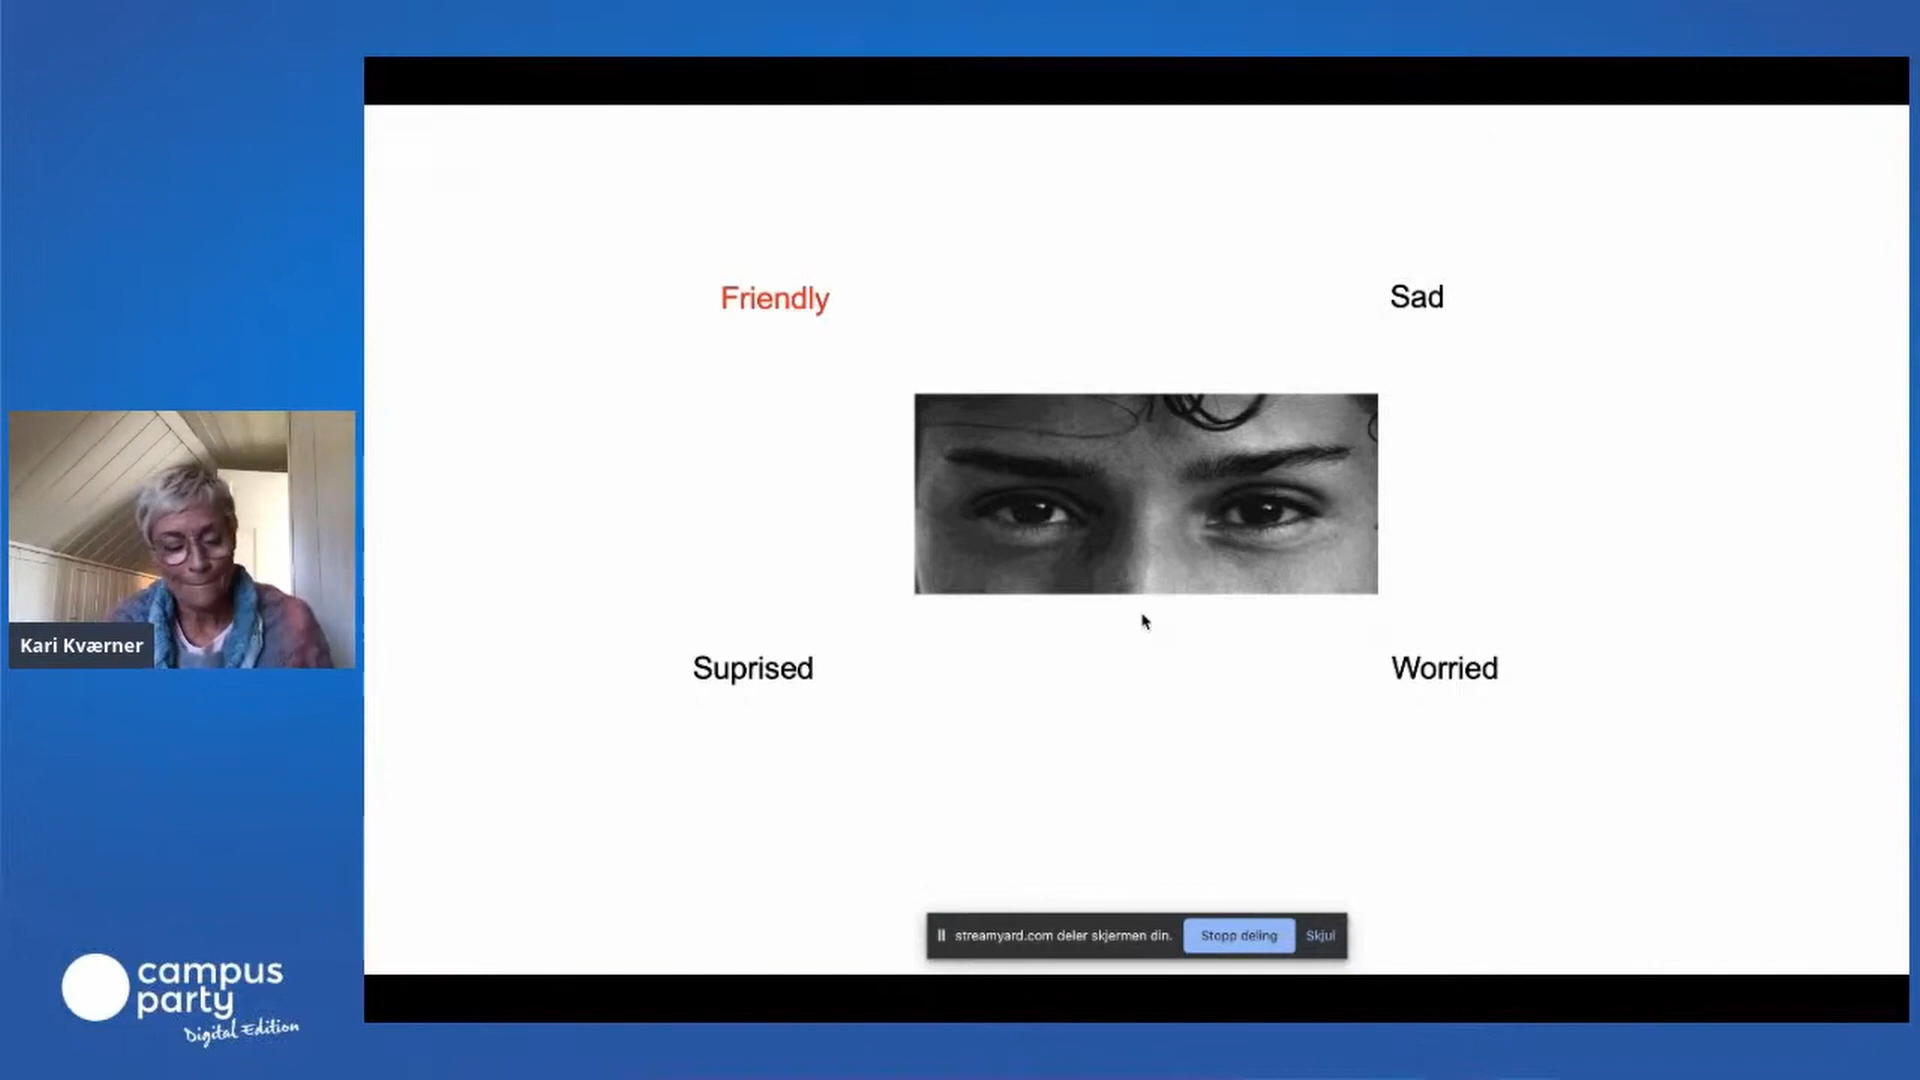 Friendly
Sad
Suprised
Worried
Kari Kværner
streamyard.com deler skjermen din.
Stopp deling
Skjul
campus
party
Digital Edition